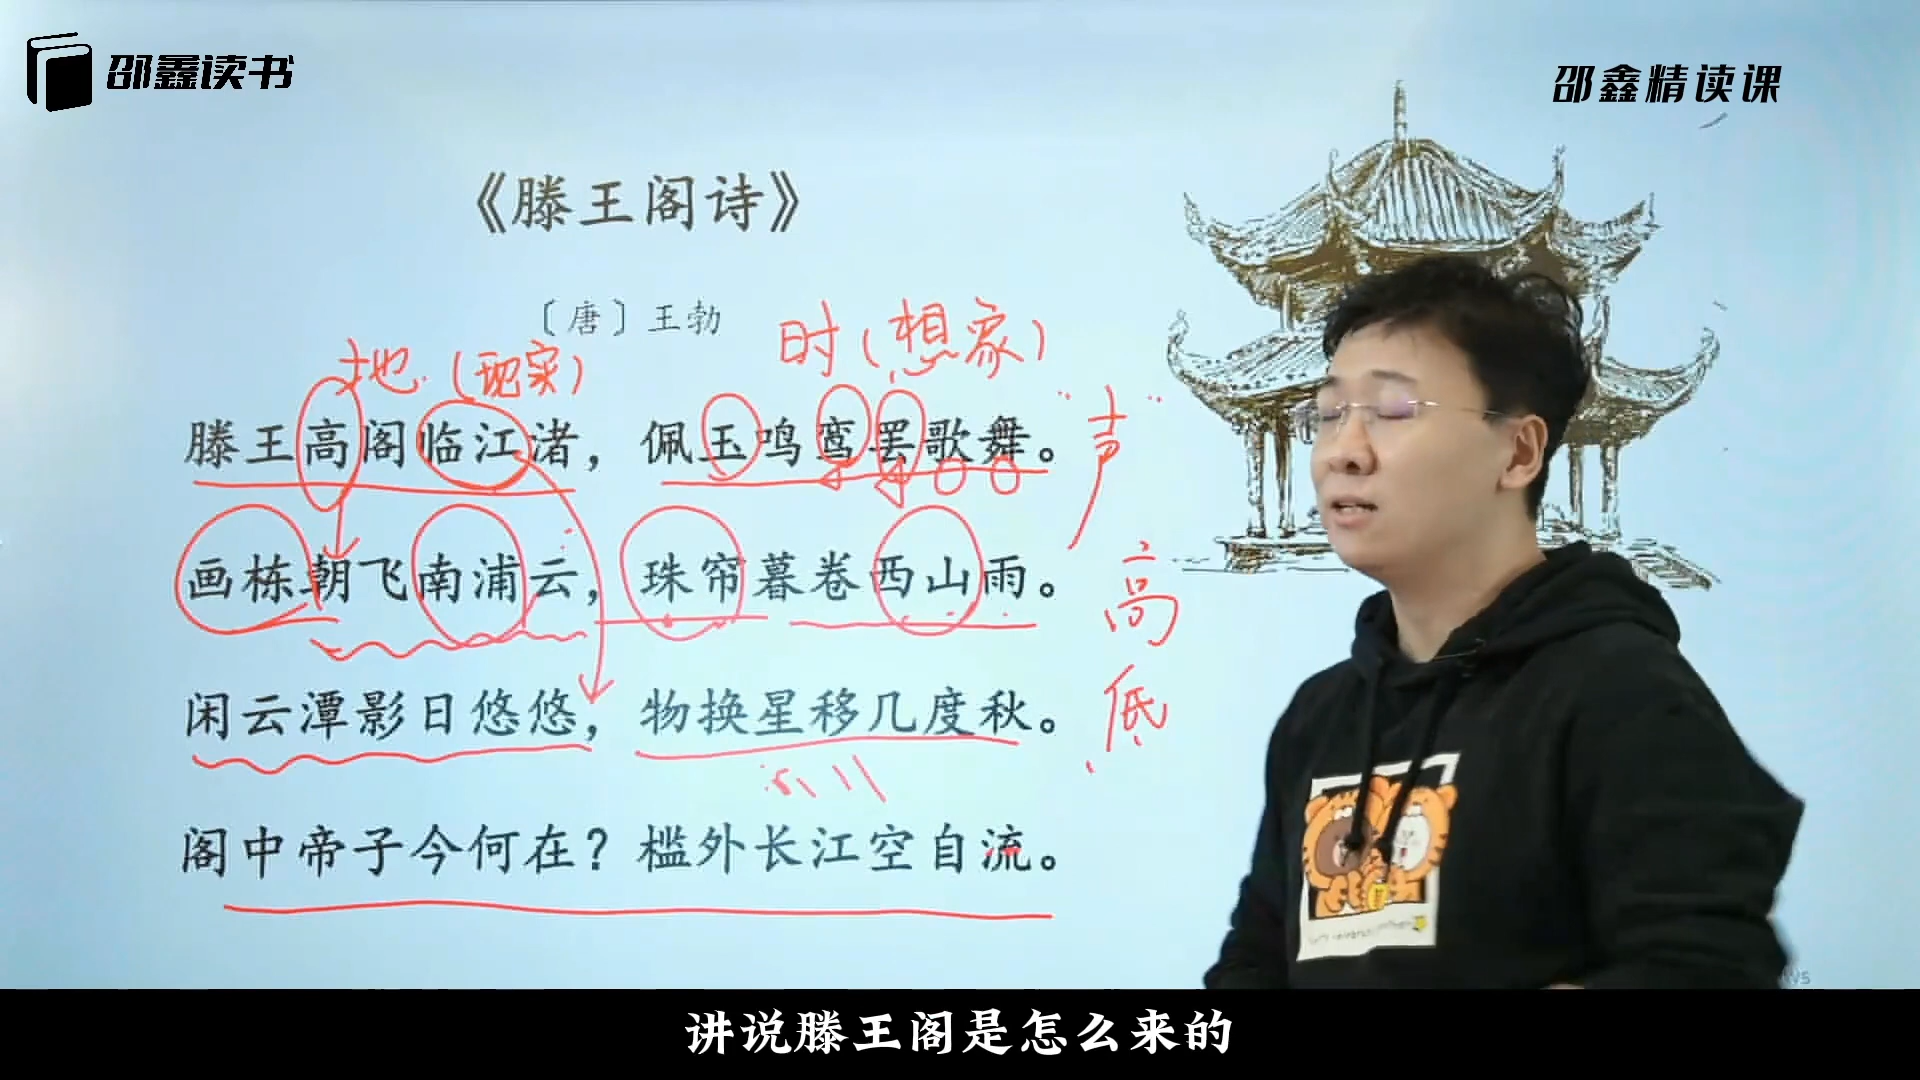 邵鑫读书
邵鑫精读课
《滕王阁诗》
〔唐〕王勃
地（现实）
时（想象）
滕王高阁临江渚，佩玉鸣鸾罢歌舞。
"声"
画栋朝飞南浦云，珠帘暮卷西山雨。
高
闲云潭影日悠悠，物换星移几度秋。
低
阁中帝子今何在？槛外长江空自流。
讲说滕王阁是怎么来的